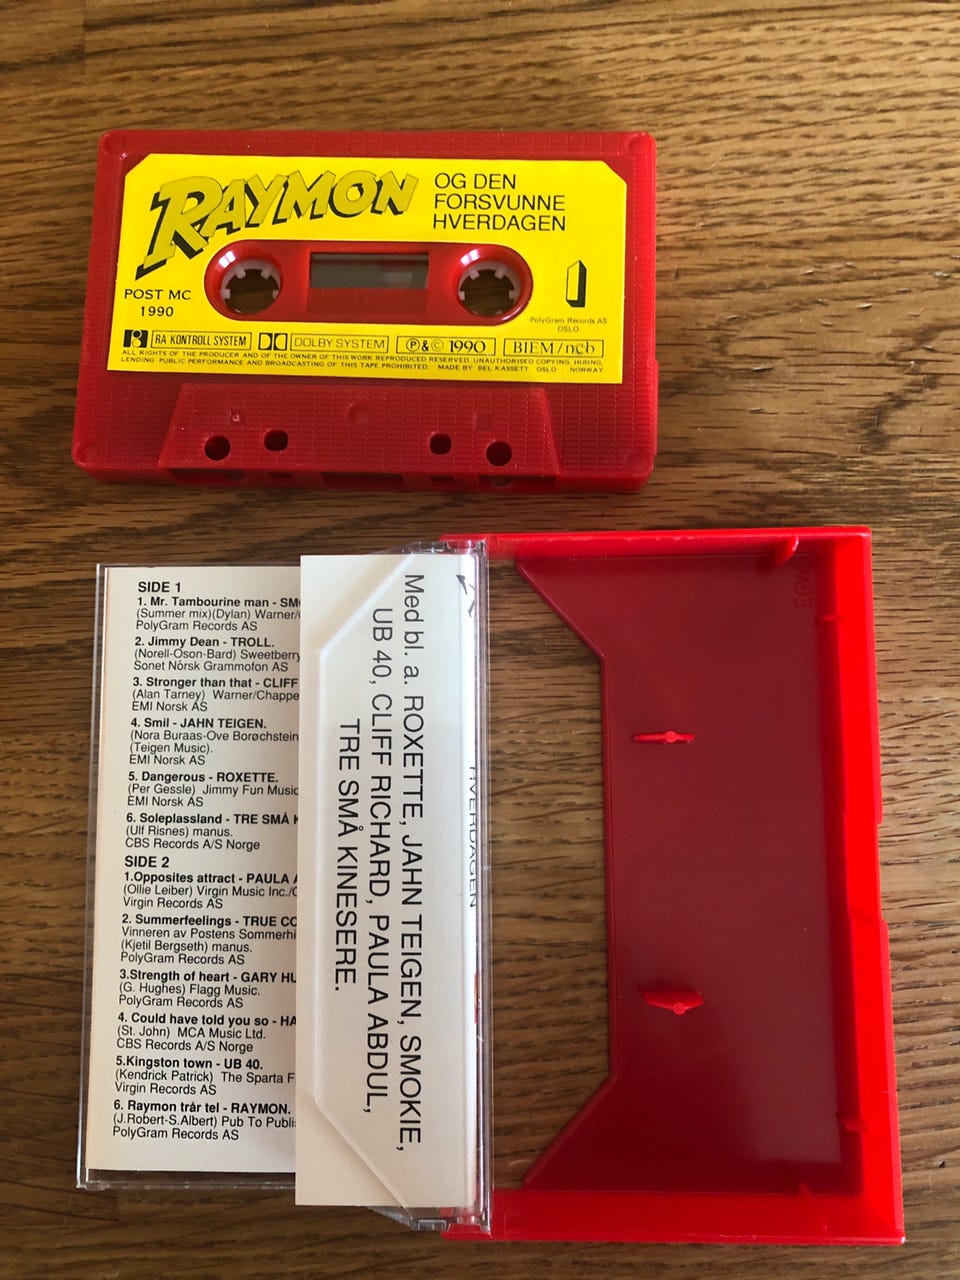 RAYMON
OG DEN
FORSVUNNE
HVERDAGEN
POST MC
1990
PolyGram Records AS
OSLO
RA KONTROLL SYSTEM
DOLBY SYSTEM
℗ & © 1990
BIEM/ncb
ALL RIGHTS OF THE PRODUCER AND OF THE OWNER OF THIS WORK REPRODUCED RESERVED. UNAUTHORISED COPYING, HIRING,
LENDING PUBLIC PERFORMANCE AND BROADCASTING OF THIS TAPE PROHIBITED. MADE BY BEL KASSETT OSLO - NORWAY.
SIDE 1
1. Mr. Tambourine man - SM
(Summer mix)(Dylan) Warner/
PolyGram Records AS
2. Jimmy Dean - TROLL.
(Norell-Oson-Bard) Sweetberry
Sonet Norsk Grammofon AS
3. Stronger than that - CLIFF
(Alan Tarney) Warner/Chappe
EMI Norsk AS
4. Smil - JAHN TEIGEN.
(Nora Buraas-Ove Borøchstein
(Teigen Music).
EMI Norsk AS
5. Dangerous - ROXETTE.
(Per Gessle) Jimmy Fun Music
EMI Norsk AS
6. Soleplassland - TRE SMÅ K
(Ulf Risnes) manus.
CBS Records A/S Norge
SIDE 2
1.Opposites attract - PAULA A
(Ollie Leiber) Virgin Music Inc./
Virgin Records AS
2. Summerfeelings - TRUE CO
Vinneren av Postens Sommerhi
(Kjetil Bergseth) manus.
PolyGram Records AS
3.Strength of heart - GARY HU
(G. Hughes) Flagg Music.
PolyGram Records AS
4. Could have told you so - HA
(St. John) MCA Music Ltd.
CBS Records A/S Norge
5.Kingston town - UB 40.
(Kendrick Patrick) The Sparta F
Virgin Records AS
6. Raymon trår tel - RAYMON.
(J.Robert-S.Albert) Pub To Publi
PolyGram Records AS
Med bl. a. ROXETTE, JAHN TEIGEN, SMOKIE,
UB 40, CLIFF RICHARD, PAULA ABDUL,
TRE SMÅ KINESERE.
HVERDAGEN